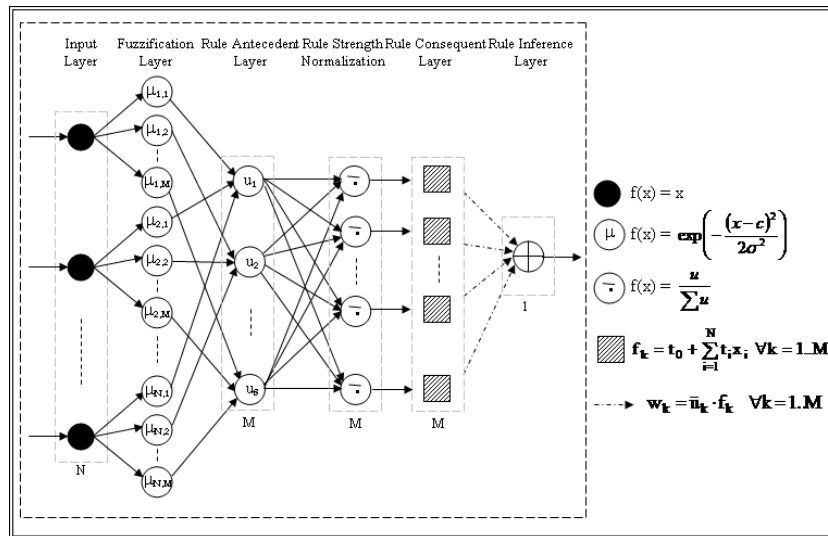 Input Layer
Fuzzification Layer
Rule Antecedent Layer
Rule Strength Normalization
Rule Consequent Layer
Rule Inference Layer
μ1,1
μ1,2
μ1,M
μ2,1
μ2,2
μ2,M
μN,1
μN,2
μN,M
u1
u2
u6
N
M
M
M
1
f(x) = x
μ f(x) = exp(-(x-c)²/2σ²)
f(x) = u/∑u
fk = t0 + ∑i=1N tixi ∀k = 1..M
wk = ūk · fk ∀k = 1..M